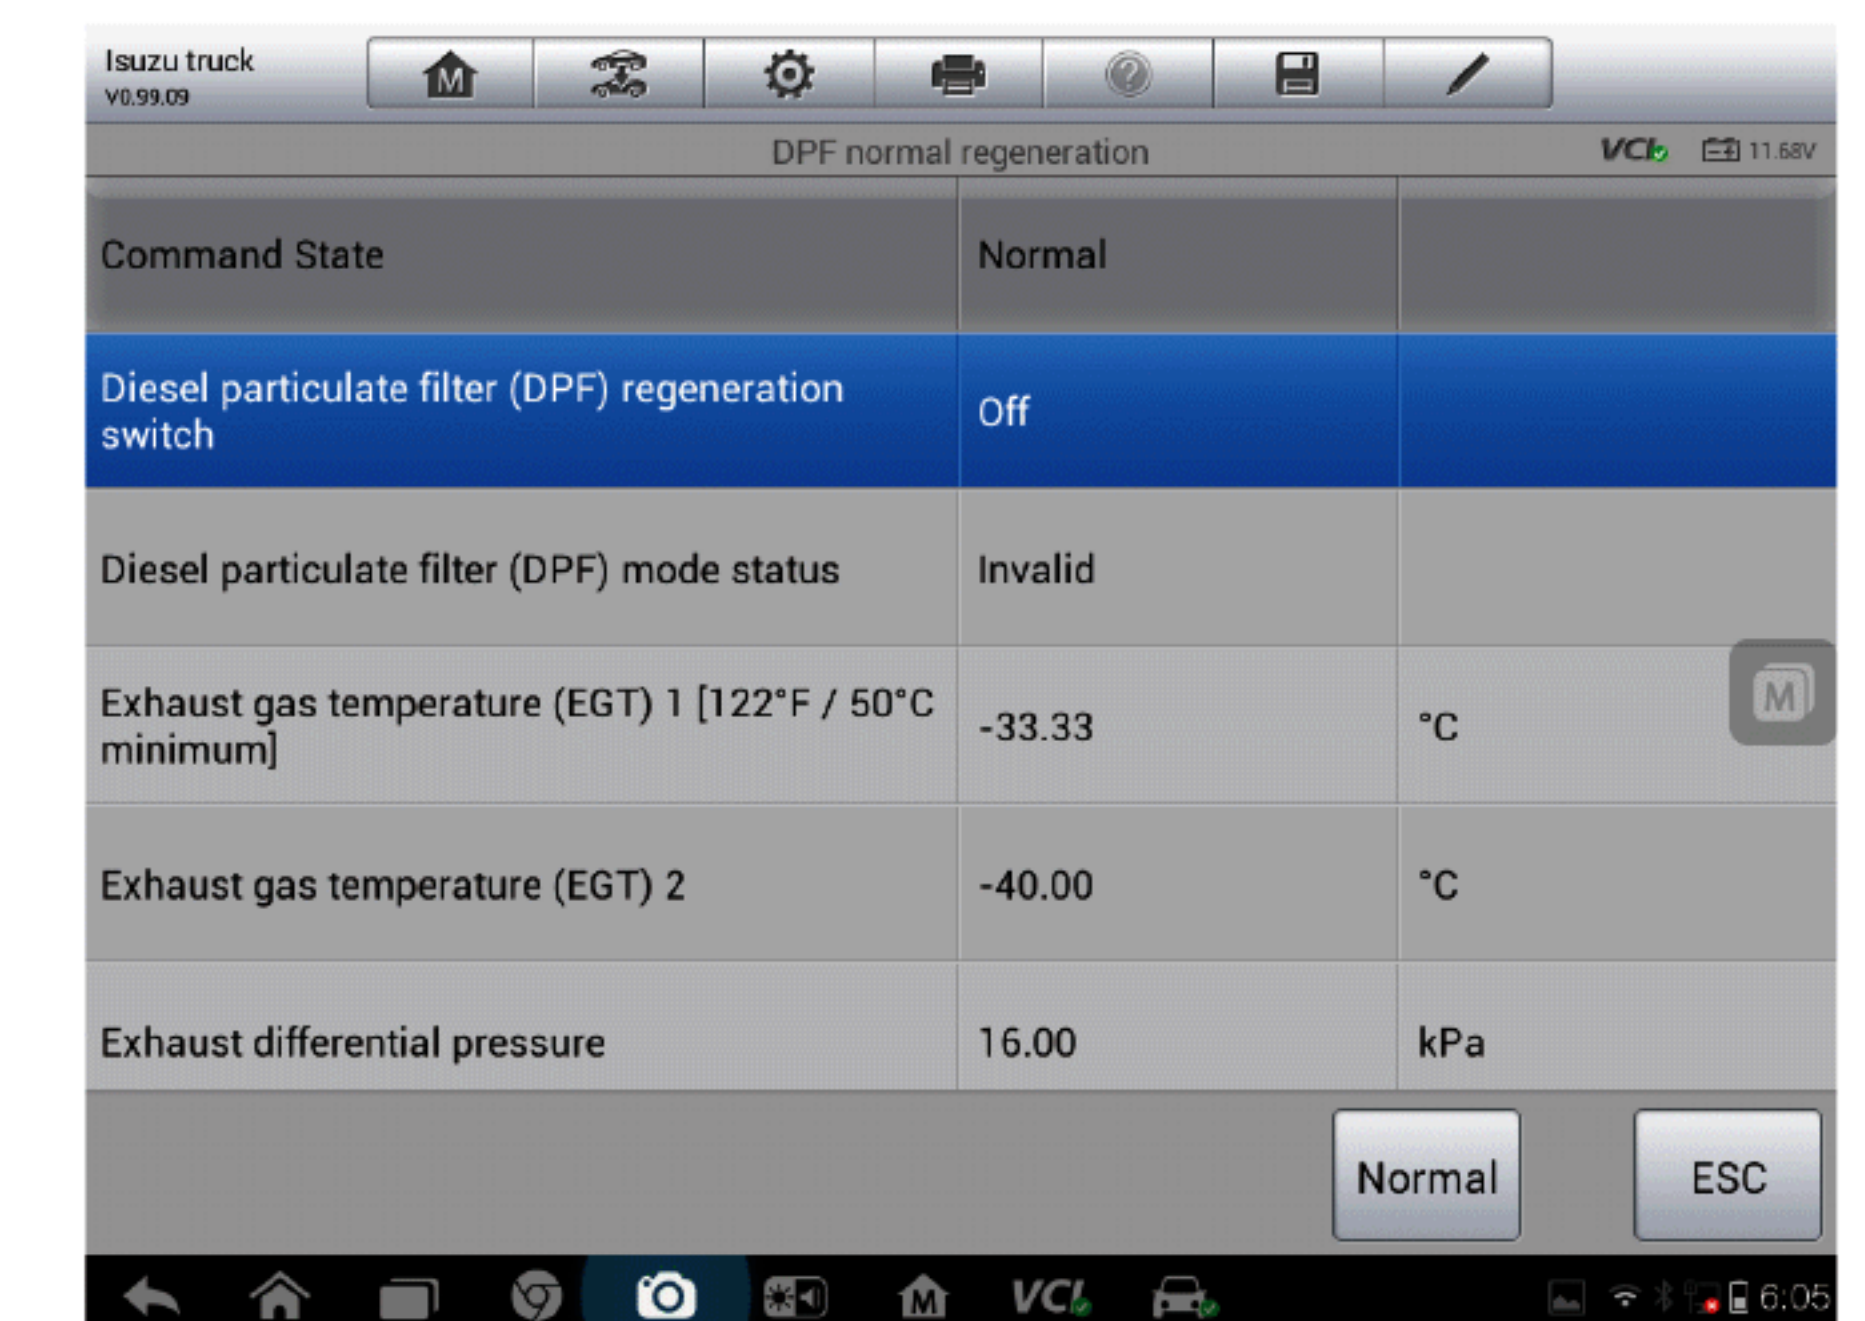 Isuzu truck
V0.99.09
M
DPF normal regeneration
VCI
11.68V
Command State
Normal
Diesel particulate filter (DPF) regeneration
switch
Off
Diesel particulate filter (DPF) mode status
Invalid
Exhaust gas temperature (EGT) 1 [122°F / 50°C
minimum]
-33.33
°C
M
Exhaust gas temperature (EGT) 2
-40.00
°C
Exhaust differential pressure
16.00
kPa
Normal
ESC
M
VCI
6:05